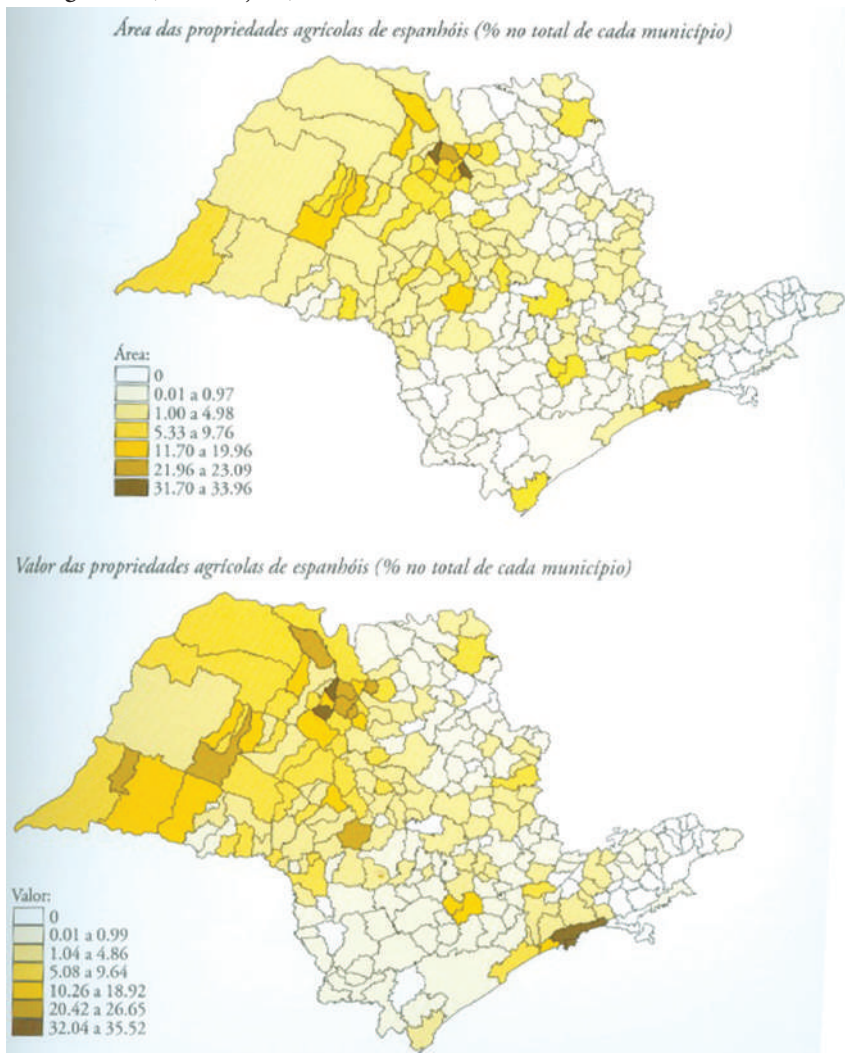 Área das propriedades agrícolas de espanhóis (% no total de cada município)
Área:
0
0.01 a 0.97
1.00 a 4.98
5.33 a 9.76
11.70 a 19.96
21.96 a 23.09
31.70 a 33.96
Valor das propriedades agrícolas de espanhóis (% no total de cada município)
Valor:
0
0.01 a 0.99
1.04 a 4.86
5.08 a 9.64
10.26 a 18.92
20.42 a 26.65
32.04 a 35.52